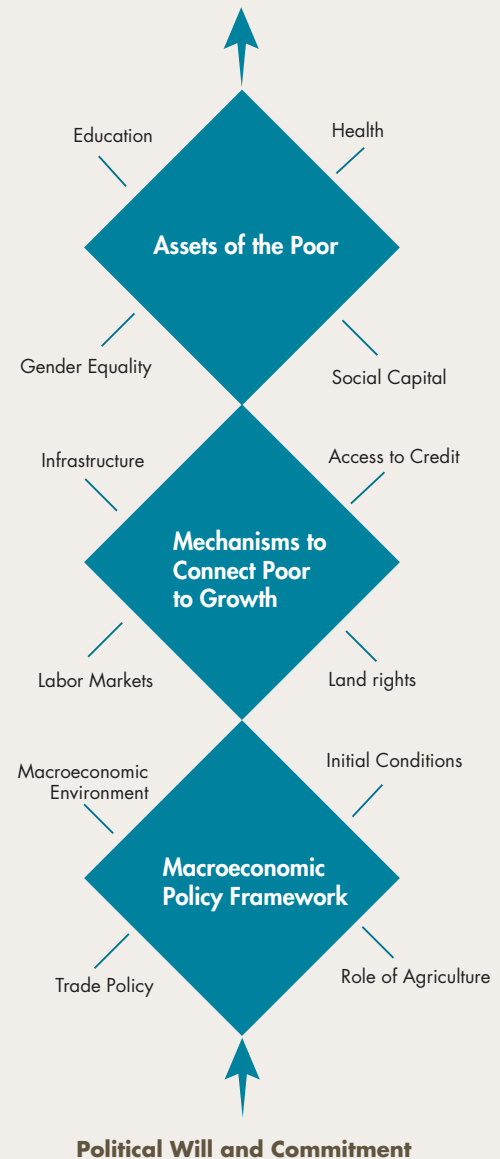 Education
Health
Assets of the Poor
Gender Equality
Social Capital
Infrastructure
Access to Credit
Mechanisms to
Connect Poor
to Growth
Labor Markets
Land rights
Macroeconomic
Environment
Initial Conditions
Macroeconomic
Policy Framework
Trade Policy
Role of Agriculture
Political Will and Commitment